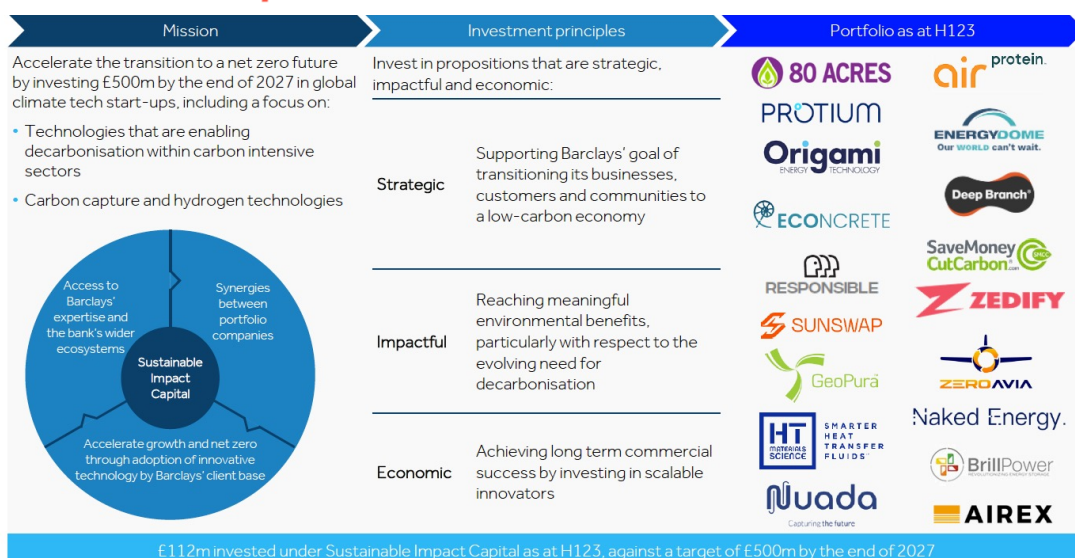 Mission
Investment principles
Portfolio as at H123
Accelerate the transition to a net zero future
by investing £500m by the end of 2027 in global
climate tech start-ups, including a focus on:
• Technologies that are enabling
decarbonisation within carbon intensive
sectors
• Carbon capture and hydrogen technologies
Access to
Barclays'
expertise and
the bank's wider
ecosystems
Synergies
between
portfolio
companies
Sustainable
Impact
Capital
Accelerate growth and net zero
through adoption of innovative
technology by Barclays' client base
Invest in propositions that are strategic,
impactful and economic:
Strategic
Supporting Barclays' goal of
transitioning its businesses,
customers and communities to
a low-carbon economy
Impactful
Reaching meaningful
environmental benefits,
particularly with respect to the
evolving need for
decarbonisation
Economic
Achieving long term commercial
success by investing in scalable
innovators
80 ACRES
air protein.
PROTIUM
ENERGYDOME
Our WORLD can't wait.
Origami
ENERGY TECHNOLOGY
Deep Branch
ECONCRETE
SaveMoney
CutCarbon.com
SMCC
RESPONSIBLE
ZEDIFY
SUNSWAP
GeoPura
ZEROAVIA
HT
MATERIALS
SCIENCE
SMARTER
HEAT
TRANSFER
FLUIDS
Naked Energy.
BrillPower
REVOLUTIONISING ENERGY STORAGE
Nuada
Capturing the future
AIREX
£112m invested under Sustainable Impact Capital as at H123, against a target of £500m by the end of 2027